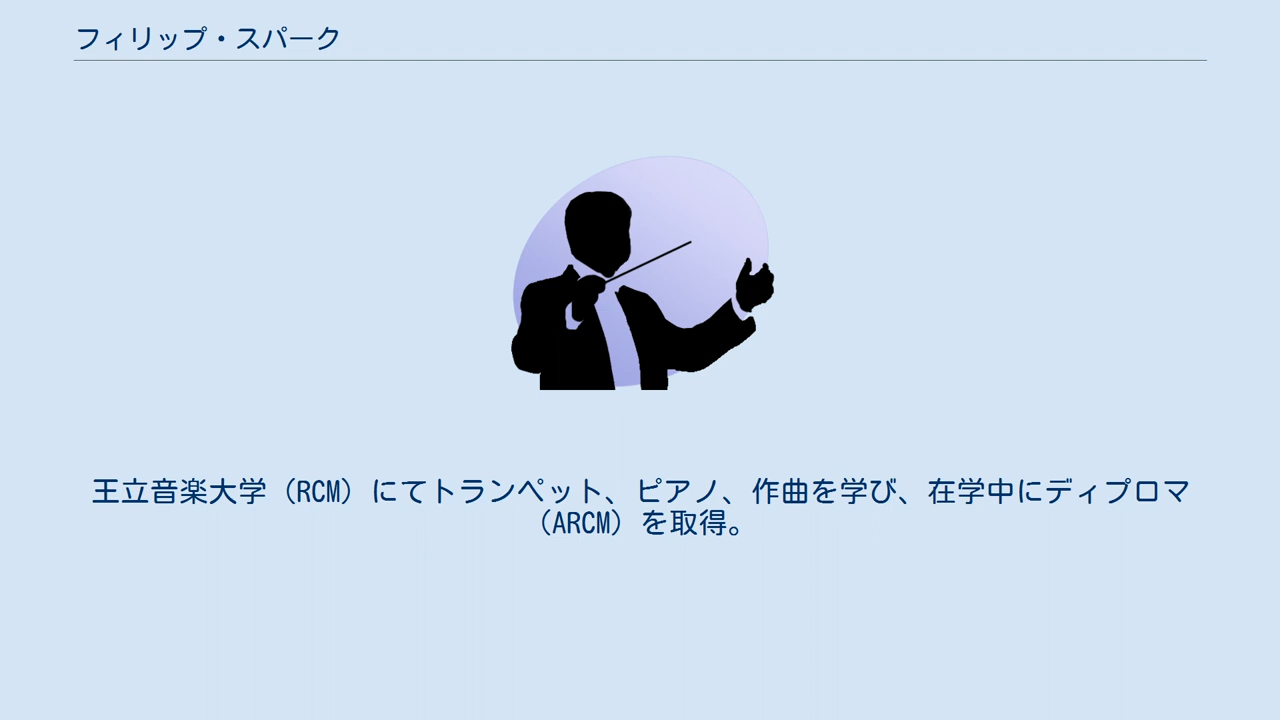 フィリップ・スパーク
王立音楽大学（RCM）にてトランペット、ピアノ、作曲を学び、在学中にディプロマ
（ARCM）を取得。